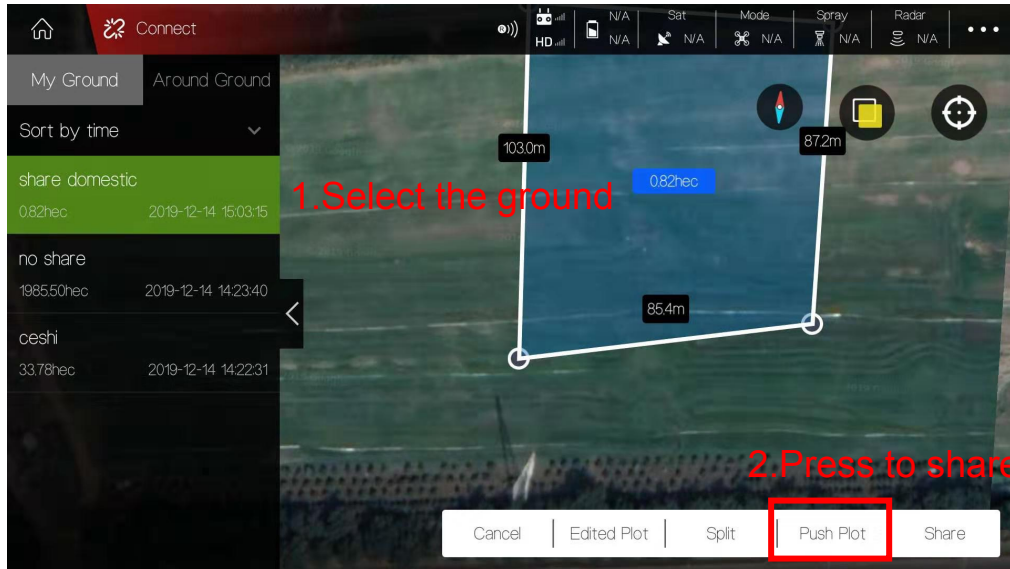 Connect
HD
N/A
N/A
Sat
N/A
Mode
N/A
Spray
N/A
Radar
N/A
My Ground
Around Ground
Sort by time
share domestic
0.82hec 2019-12-14 15:03:15
no share
1985.50hec 2019-12-14 14:23:40
ceshi
33.78hec 2019-12-14 14:22:31
103.0m
87.2m
0.82hec
1.Select the ground
85.4m
2.Press to share
Cancel
Edited Plot
Split
Push Plot
Share